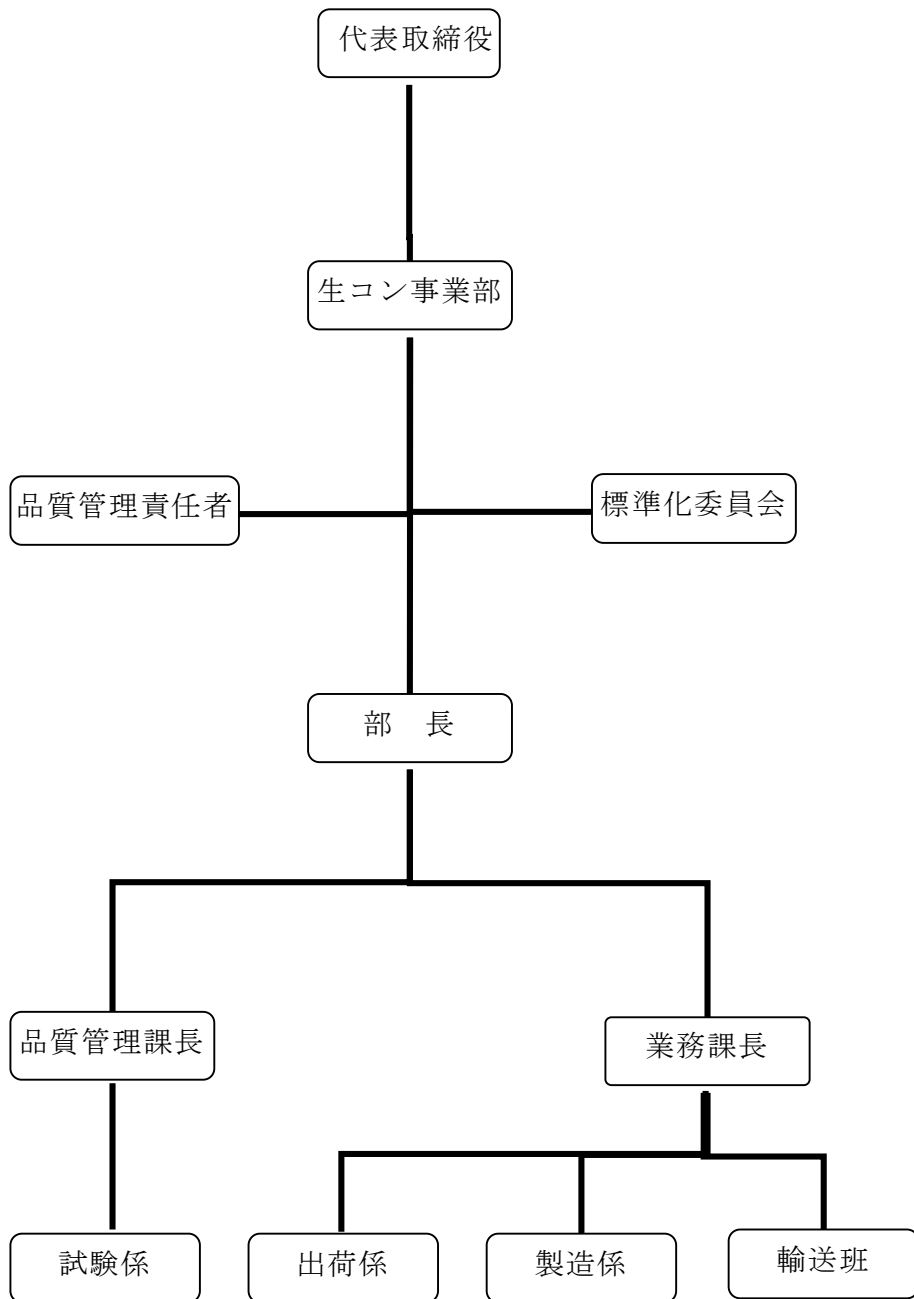 代表取締役
生コン事業部
品質管理責任者
標準化委員会
部　長
品質管理課長
業務課長
試験係
出荷係
製造係
輸送班